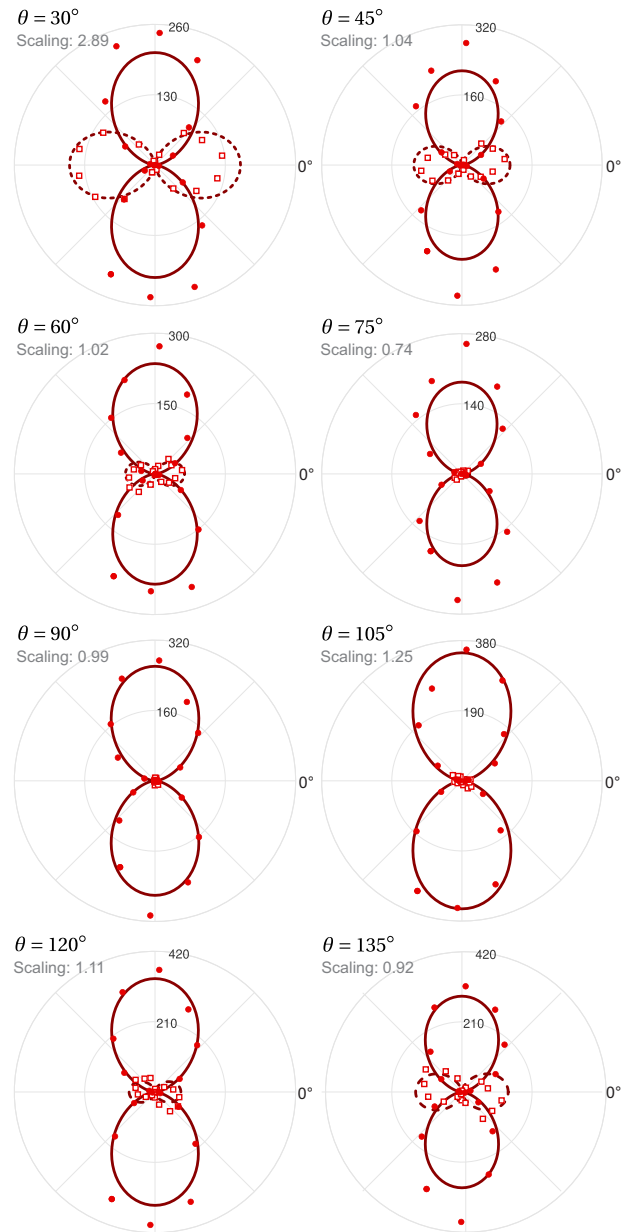 θ = 30°
Scaling: 2.89
260
130
0°
θ = 45°
Scaling: 1.04
320
160
0°
θ = 60°
Scaling: 1.02
300
150
0°
θ = 75°
Scaling: 0.74
280
140
0°
θ = 90°
Scaling: 0.99
320
160
0°
θ = 105°
Scaling: 1.25
380
190
0°
θ = 120°
Scaling: 1.11
420
210
0°
θ = 135°
Scaling: 0.92
420
210
0°